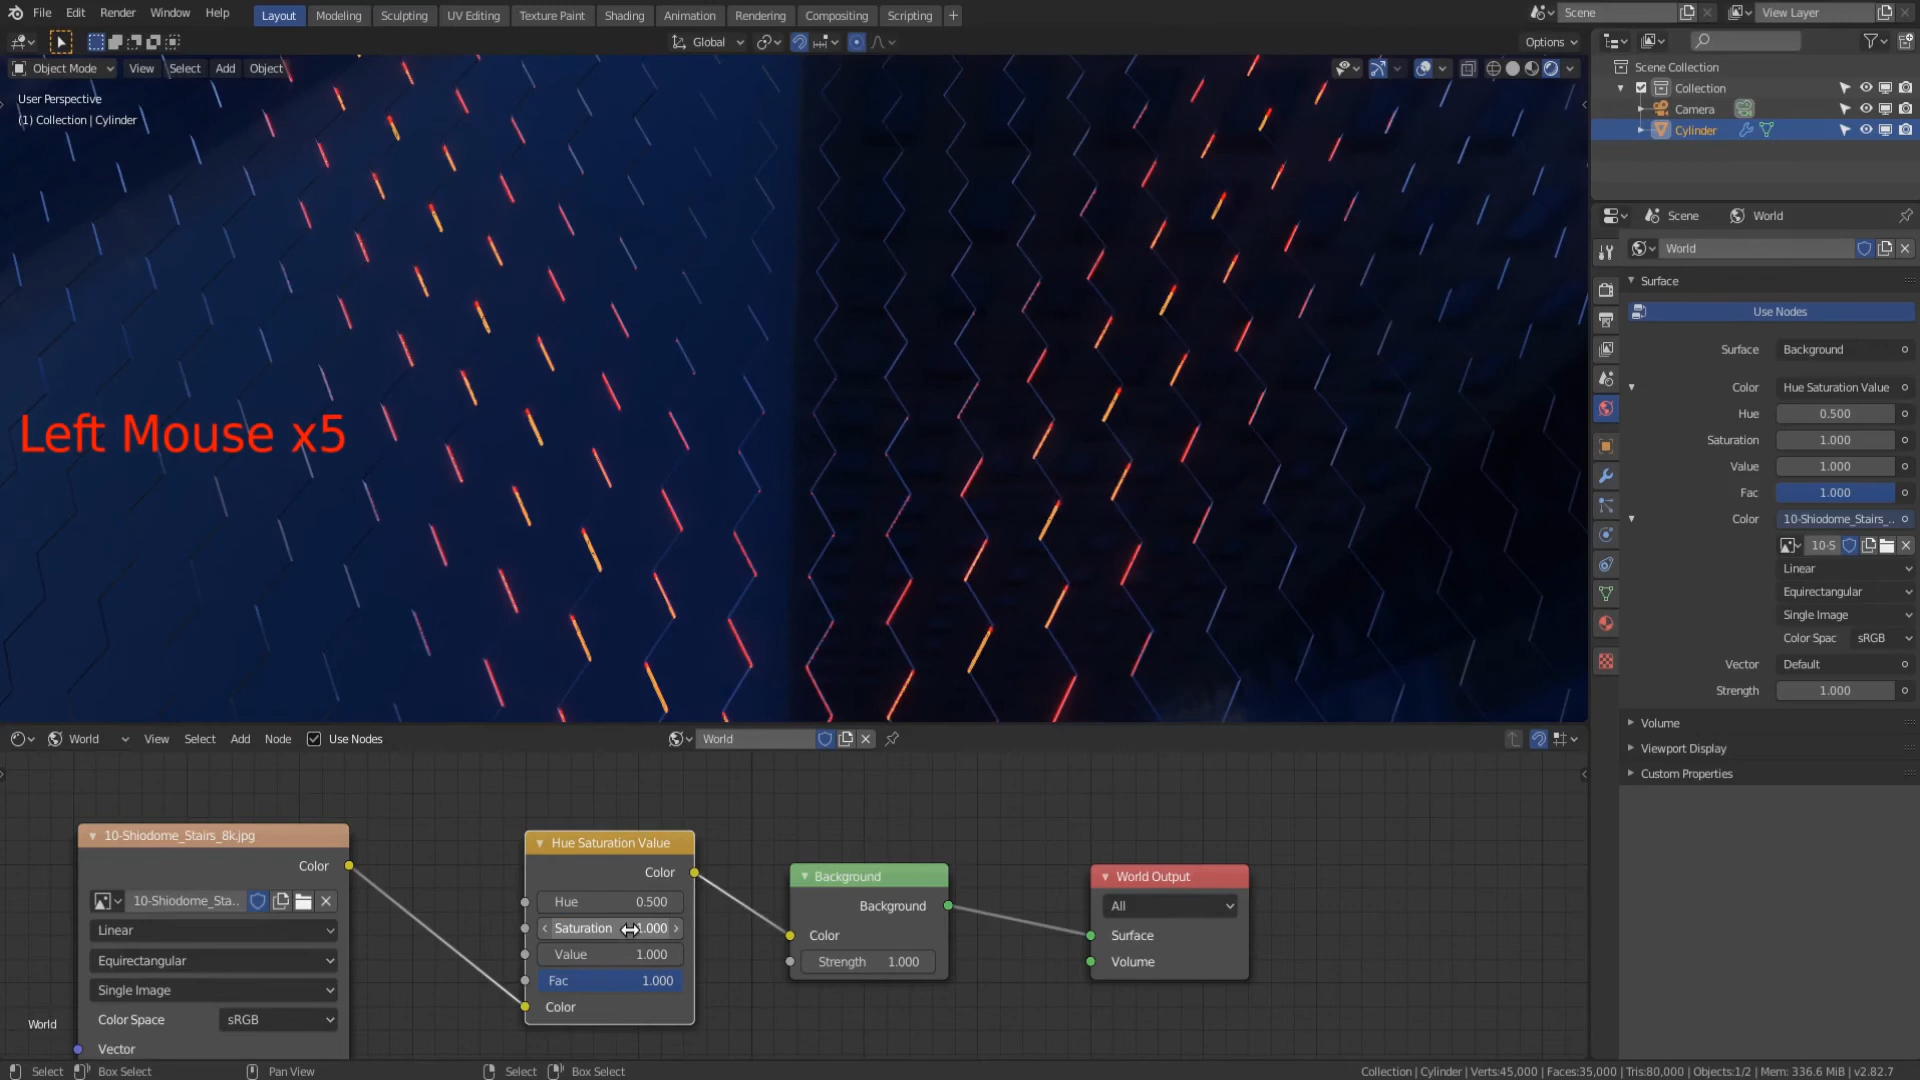 File Edit Render Window Help Layout Modeling Sculpting UV Editing Texture Paint Shading Animation Rendering Compositing Scripting + Scene View Layer
Global Options
Object Mode View Select Add Object
User Perspective
(1) Collection | Cylinder
Left Mouse x5
Scene Collection
Collection
Camera
Cylinder
Scene World
World
Surface
Use Nodes
Surface Background
Color Hue Saturation Value
Hue 0.500
Saturation 1.000
Value 1.000
Fac 1.000
Color 10-Shiodome_Stairs_..
10-S
Linear
Equirectangular
Single Image
Color Spac sRGB
Vector Default
Strength 1.000
Volume
Viewport Display
Custom Properties
World View Select Add Node Use Nodes World
10-Shiodome_Stairs_8k.jpg
Color
10-Shiodome_Sta..
Linear
Equirectangular
Single Image
Color Space sRGB
Vector
Hue Saturation Value
Color
Hue 0.500
Saturation 1.000
Value 1.000
Fac 1.000
Color
Background
Background
Color
Strength 1.000
World Output
All
Surface
Volume
World
Select Box Select Pan View Select Box Select Collection | Cylinder | Verts:45,000 | Faces:35,000 | Tris:80,000 | Objects:1/2 | Mem: 336.6 MiB | v2.82.7